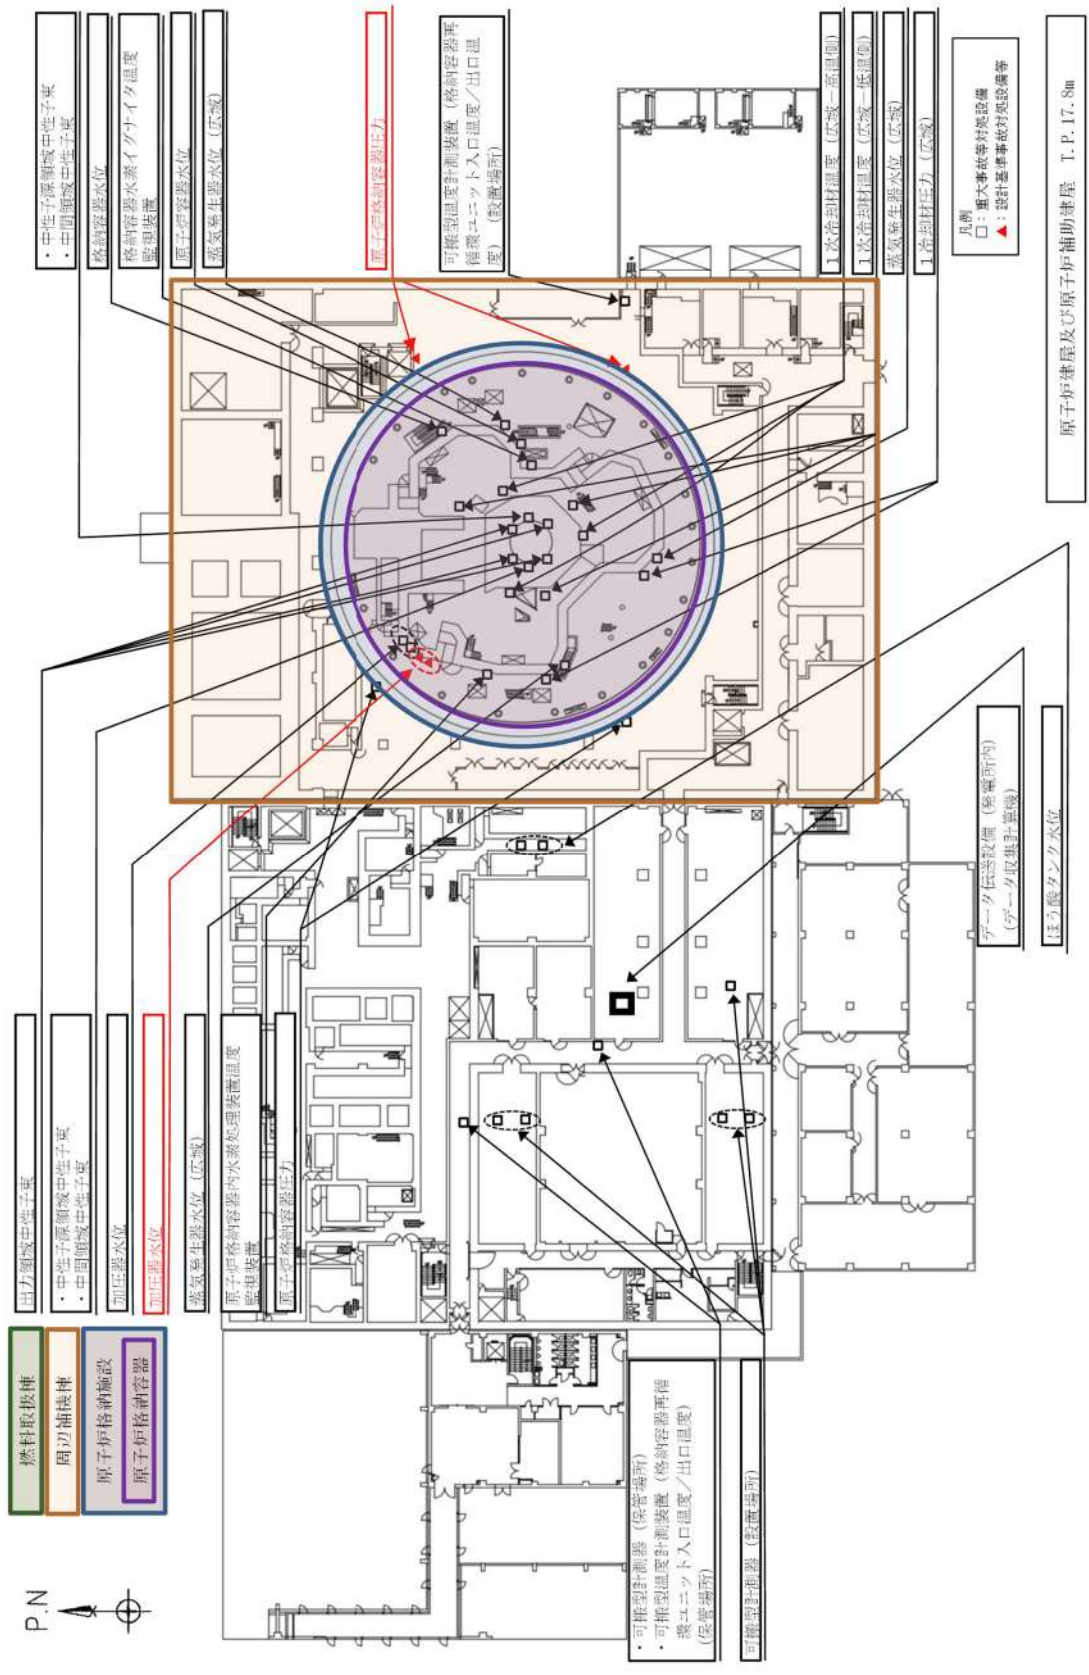 P.N
燃料取扱棟
周辺補機棟
原子炉格納施設
原子炉格納容器
出力領域中性子束
・中性子源領域中性子束
・中間領域中性子束
加圧器水位
加圧器水位
蒸気発生器水位（広域）
原子炉格納容器内水素処理装置温度
監視装置
原子炉格納容器圧力
・中性子源領域中性子束
・中間領域中性子束
格納容器水位
格納容器水素イグナイタ温度
監視装置
原子炉容器水位
蒸気発生器水位（広域）
原子炉格納容器圧力
可搬型温度計測装置（格納容器再
循環ユニット入口温度／出口温
度）（設置場所）
1次冷却材温度（広域－高温側）
1次冷却材温度（広域－低温側）
蒸気発生器水位（広域）
1冷却材圧力（広域）
凡例
□：重大事故等対処設備
▲：設計基準事故対処設備等
データ伝送設備（発電所内）
（データ収集計算機）
ほう酸タンク水位
・可搬型計測器（保管場所）
・可搬型温度計測装置（格納容器再循
環ユニット入口温度／出口温度）
（保管場所）
可搬型計測器（設置場所）
原子炉建屋及び原子炉補助建屋 T.P.17.8m